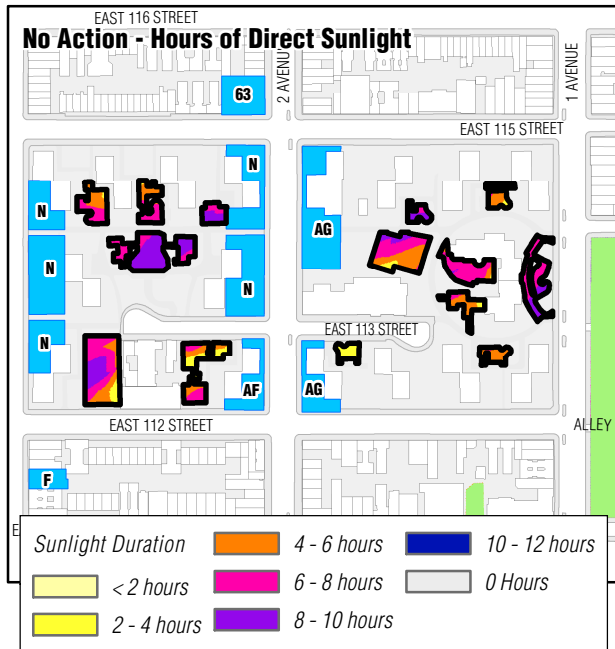 EAST 116 STREET
No Action - Hours of Direct Sunlight
2 AVENUE
1 AVENUE
63
EAST 115 STREET
N
N
AG
N
N
N
EAST 113 STREET
AF
AG
EAST 112 STREET
ALLEY
F
E
Sunlight Duration
< 2 hours
2 - 4 hours
4 - 6 hours
6 - 8 hours
8 - 10 hours
10 - 12 hours
0 Hours